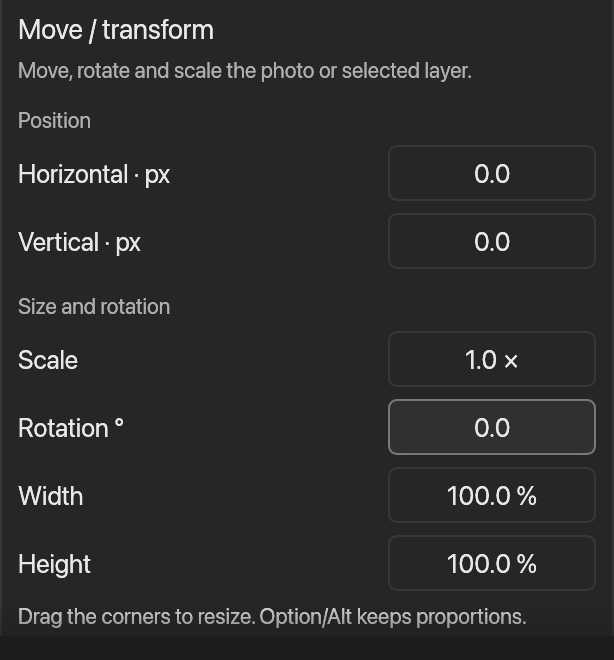 Move / transform
Move, rotate and scale the photo or selected layer.
Position
Horizontal · px 0.0
Vertical · px 0.0
Size and rotation
Scale 1.0 ×
Rotation ° 0.0
Width 100.0 %
Height 100.0 %
Drag the corners to resize. Option/Alt keeps proportions.